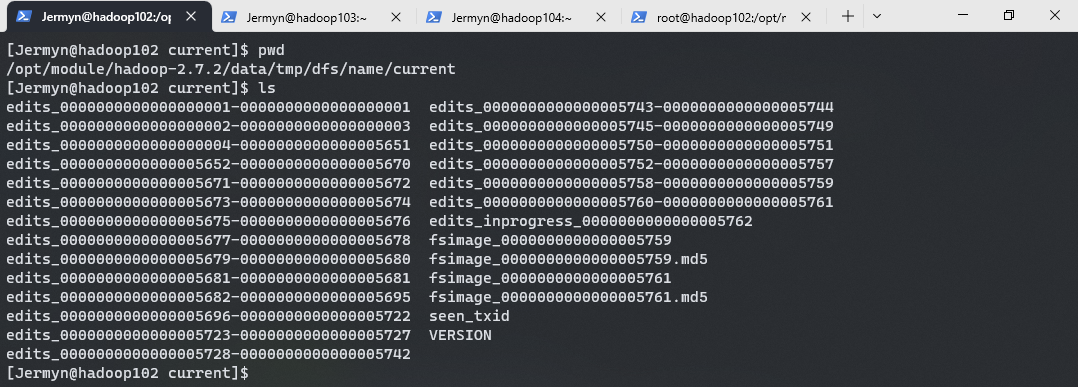 Jermyn@hadoop102:/op Jermyn@hadoop103:~ Jermyn@hadoop104:~ root@hadoop102:/opt/r
[Jermyn@hadoop102 current]$ pwd
/opt/module/hadoop-2.7.2/data/tmp/dfs/name/current
[Jermyn@hadoop102 current]$ ls
edits_0000000000000000001-0000000000000000001  edits_0000000000000005743-0000000000000005744
edits_0000000000000000002-0000000000000000003  edits_0000000000000005745-0000000000000005749
edits_0000000000000000004-0000000000000005651  edits_0000000000000005750-0000000000000005751
edits_0000000000000005652-0000000000000005670  edits_0000000000000005752-0000000000000005757
edits_0000000000000005671-0000000000000005672  edits_0000000000000005758-0000000000000005759
edits_0000000000000005673-0000000000000005674  edits_0000000000000005760-0000000000000005761
edits_0000000000000005675-0000000000000005676  edits_inprogress_0000000000000005762
edits_0000000000000005677-0000000000000005678  fsimage_0000000000000005759
edits_0000000000000005679-0000000000000005680  fsimage_0000000000000005759.md5
edits_0000000000000005681-0000000000000005681  fsimage_0000000000000005761
edits_0000000000000005682-0000000000000005695  fsimage_0000000000000005761.md5
edits_0000000000000005696-0000000000000005722  seen_txid
edits_0000000000000005723-0000000000000005727  VERSION
edits_0000000000000005728-0000000000000005742
[Jermyn@hadoop102 current]$